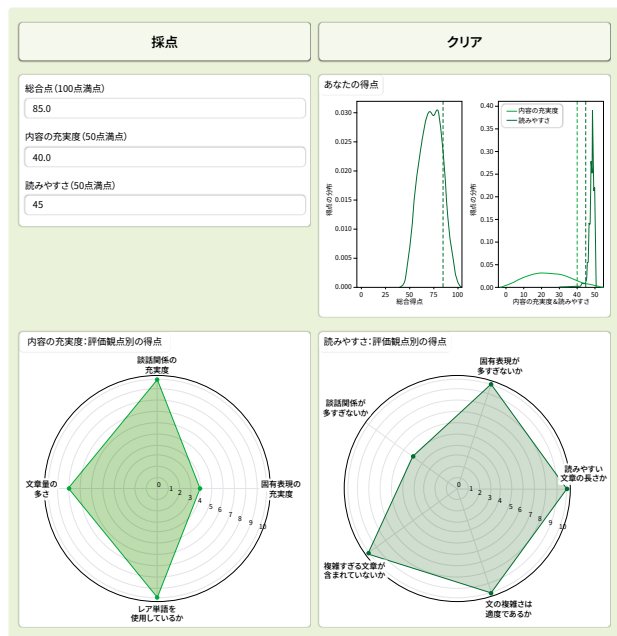 採点
クリア
総合点(100点満点)
85.0
内容の充実度(50点満点)
40.0
読みやすさ(50点満点)
45
あなたの得点
得点の分布
0.030
0.025
0.020
0.015
0.010
0.005
0.000
0 25 50 75 100
総合得点
得点の分布
0.40
0.35
0.30
0.25
0.20
0.15
0.10
0.05
0.00
内容の充実度
読みやすさ
0 10 20 30 40 50
内容の充実度&読みやすさ
内容の充実度:評価観点別の得点
談話関係の
充実度
文章量の
多さ
固有表現の
充実度
0 1 2 3 4 5 6 7 8 9 10
レア単語を
使用しているか
読みやすさ:評価観点別の得点
固有表現が
多すぎないか
談話関係が
多すぎないか
読みやすい
文章の長さか
0 1 2 3 4 5 6 7 8 9 10
複雑すぎる文章が
含まれていないか
文の複雑さは
適度であるか